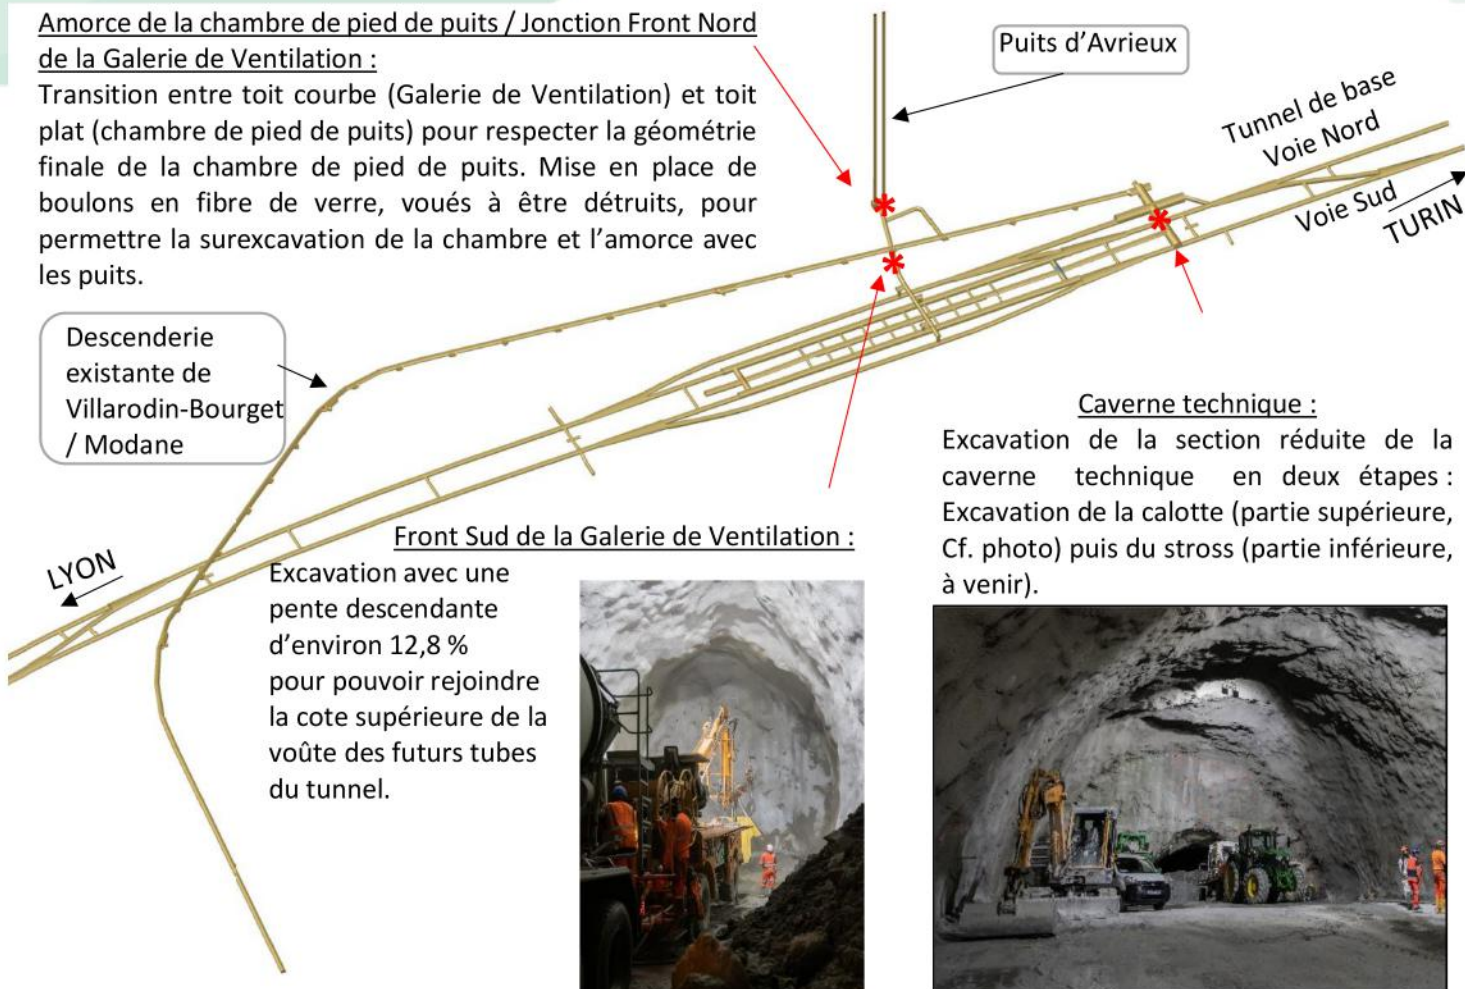 Amorce de la chambre de pied de puits / Jonction Front Nord
de la Galerie de Ventilation :
Transition entre toit courbe (Galerie de Ventilation) et toit
plat (chambre de pied de puits) pour respecter la géométrie
finale de la chambre de pied de puits. Mise en place de
boulons en fibre de verre, voués à être détruits, pour
permettre la surexcavation de la chambre et l’amorce avec
les puits.
Puits d’Avrieux
Tunnel de base
Voie Nord
Voie Sud
TURIN
Descenderie
existante de
Villarodin-Bourget
/ Modane
LYON
Front Sud de la Galerie de Ventilation :
Excavation avec une
pente descendante
d’environ 12,8 %
pour pouvoir rejoindre
la cote supérieure de la
voûte des futurs tubes
du tunnel.
Caverne technique :
Excavation de la section réduite de la
caverne technique en deux étapes :
Excavation de la calotte (partie supérieure,
Cf. photo) puis du stross (partie inférieure,
à venir).